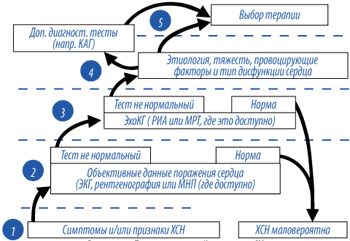 5
Выбор терапии
Доп. диагност. тесты
(напр. КАГ)
4
Этиология, тяжесть, провоцирующие
факторы и тип дисфункции сердца
3
Тест не нормальный
Норма
ЭхоКГ ( РИА или МРТ, где это доступно)
2
Тест не нормальный
Норма
Объективные данные поражения сердца
(ЭКГ, рентгенография или МНП (где доступно)
1
Симптомы и/или признаки ХСН
ХСН маловероятна